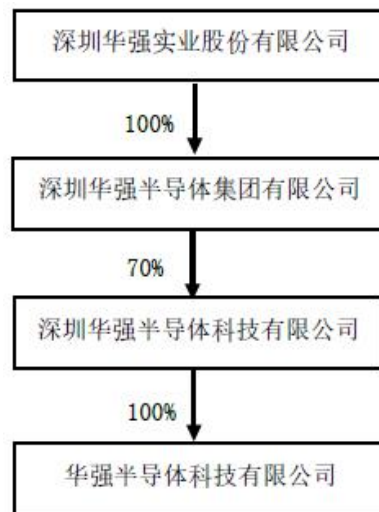 深圳华强实业股份有限公司
100%
深圳华强半导体集团有限公司
70%
深圳华强半导体科技有限公司
100%
华强半导体科技有限公司